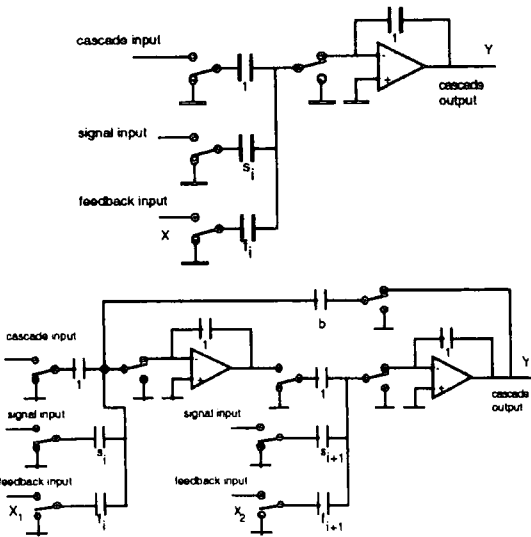 cascade input
1
1
Y
cascade
output
signal input
s i
feedback input
X
f i
b
cascade input
1
1
1
1
Y
cascade
output
signal input
s i
signal input
s i+1
feedback input
X 1
f i
feedback input
X 2
f i+1